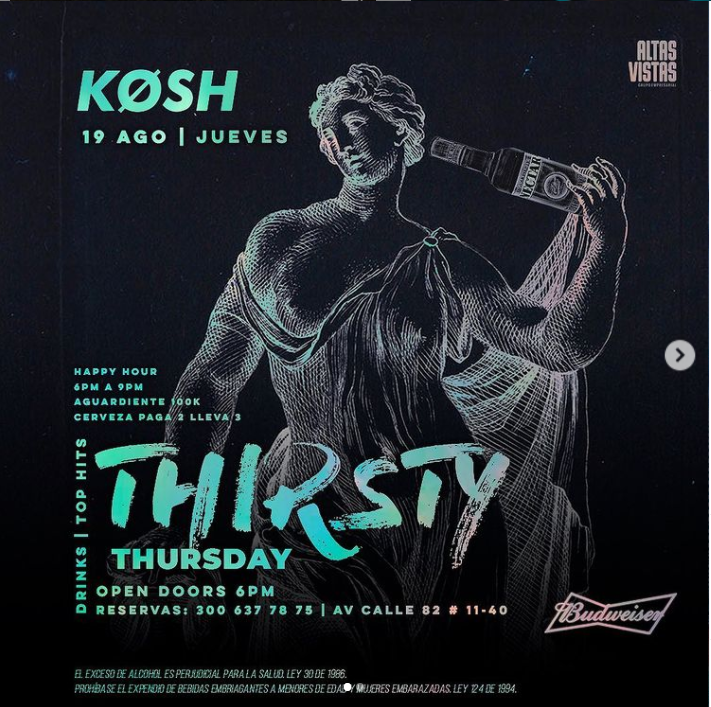 ALTAS
VISTAS
GRUPO EMPRESARIAL
KØSH
19 AGO | JUEVES
NÉCTAR
HAPPY HOUR
6PM A 9PM
AGUARDIENTE 100K
CERVEZA PAGA 2 LLEVA 3
DRINKS | TOP HITS
THIRSTY
THURSDAY
OPEN DOORS 6PM
RESERVAS: 300 637 78 75 | AV CALLE 82 # 11-40
Budweiser
EL EXCESO DE ALCOHOL ES PERJUDICIAL PARA LA SALUD. LEY 30 DE 1986.
PROHÍBASE EL EXPENDIO DE BEBIDAS EMBRIAGANTES A MENORES DE EDAD Y MUJERES EMBARAZADAS. LEY 124 DE 1994.